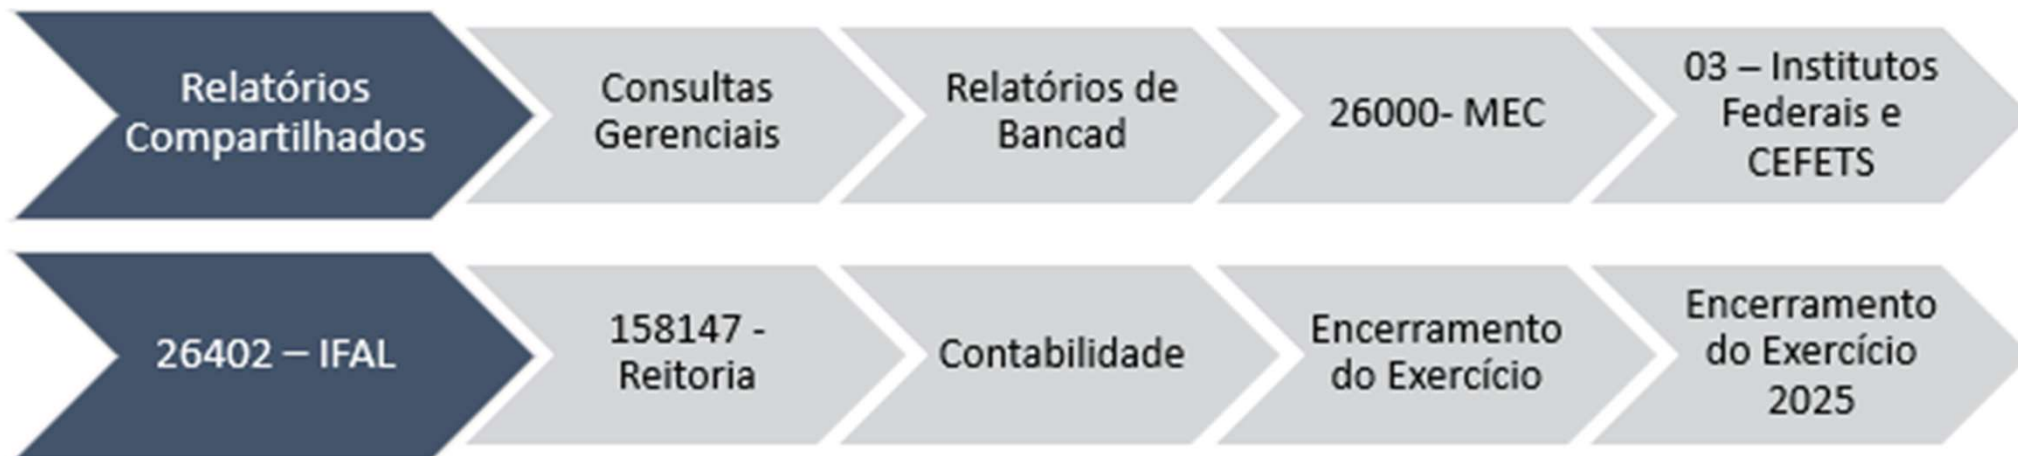 Relatórios
Compartilhados
Consultas
Gerenciais
Relatórios de
Bancad
26000- MEC
03 – Institutos
Federais e
CEFETS
26402 – IFAL
158147 -
Reitoria
Contabilidade
Encerramento
do Exercício
Encerramento
do Exercício
2025